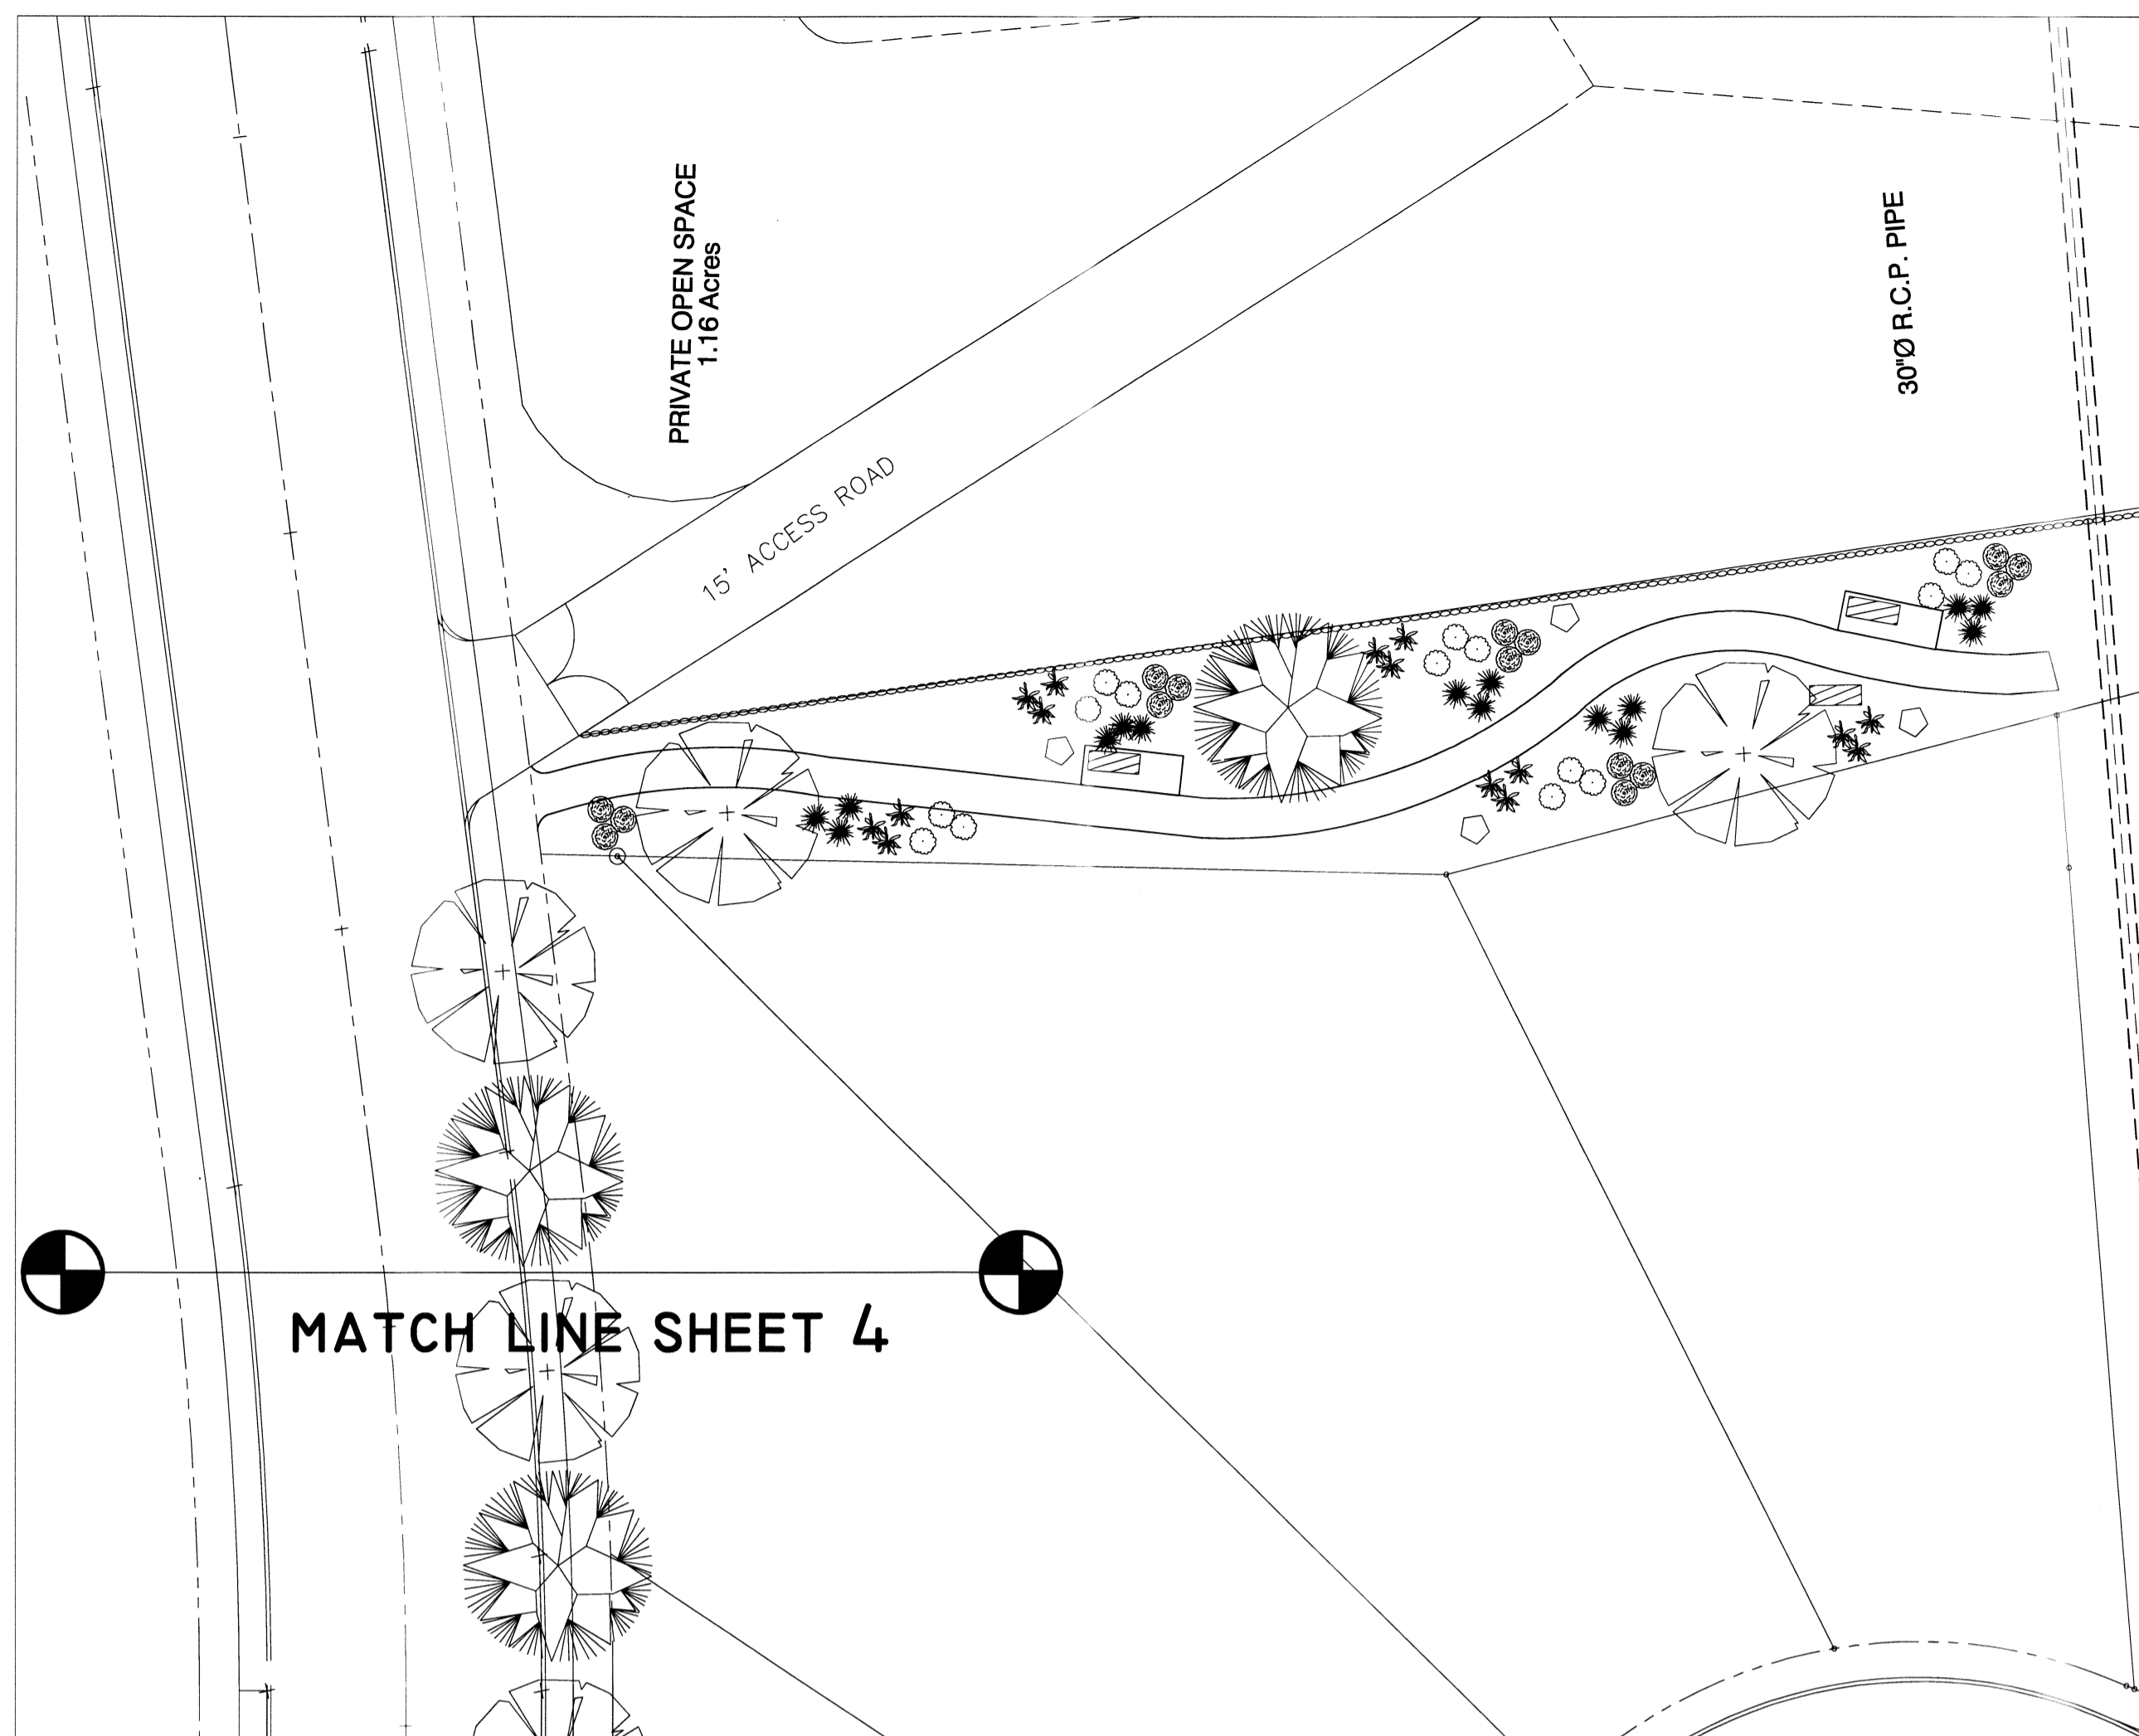 PRIVATE OPEN SPACE
1.16 Acres
30"Ø R.C.P. PIPE
15' ACCESS ROAD
MATCH LINE SHEET 4